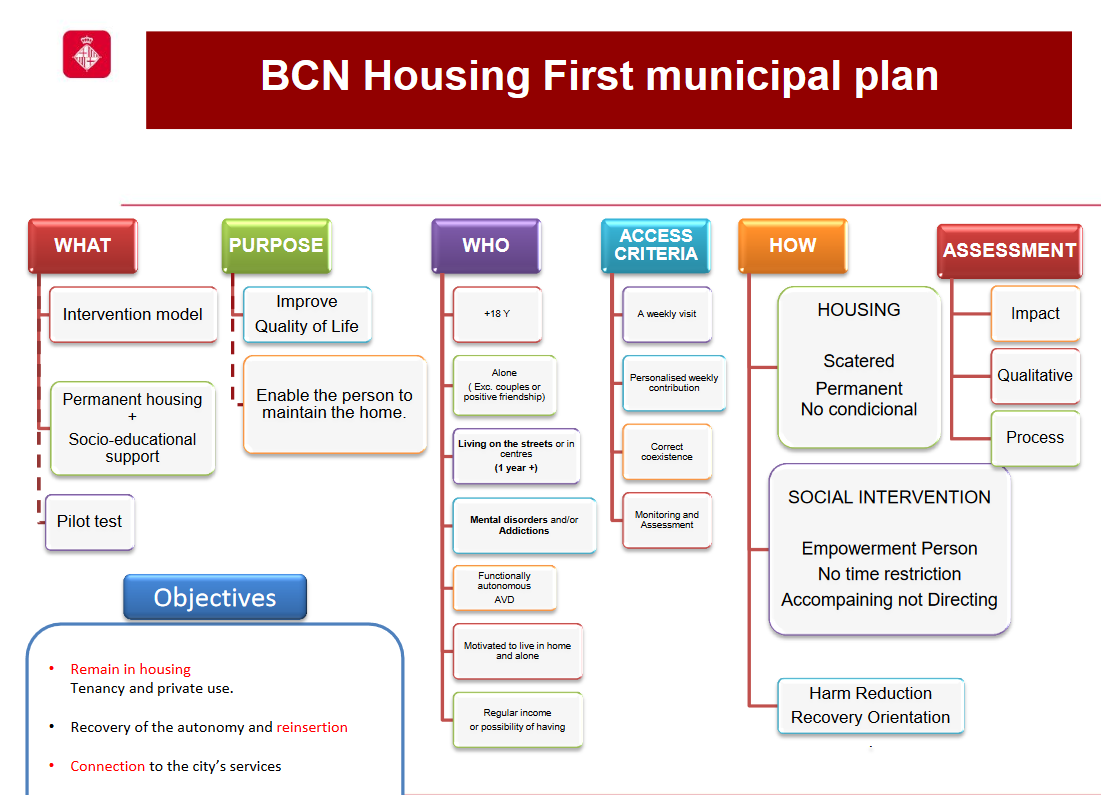 BCN Housing First municipal plan
WHAT
Intervention model
Permanent housing
+
Socio-educational
support
Pilot test
PURPOSE
Improve
Quality of Life
Enable the person to
maintain the home.
WHO
+18 Y
Alone
( Exc. couples or
positive friendship)
Living on the streets or in
centres
(1 year +)
Mental disorders and/or
Addictions
Functionally
autonomous
AVD
Motivated to live in home
and alone
Regular income
or possibility of having
ACCESS
CRITERIA
A weekly visit
Personalised weekly
contribution
Correct
coexistence
Monitoring and
Assessment
HOW
HOUSING
Scatered
Permanent
No condicional
SOCIAL INTERVENTION
Empowerment Person
No time restriction
Accompaining not Directing
Harm Reduction
Recovery Orientation
.
ASSESSMENT
Impact
Qualitative
Process
Objectives
• Remain in housing
Tenancy and private use.
• Recovery of the autonomy and reinsertion
• Connection to the city’s services